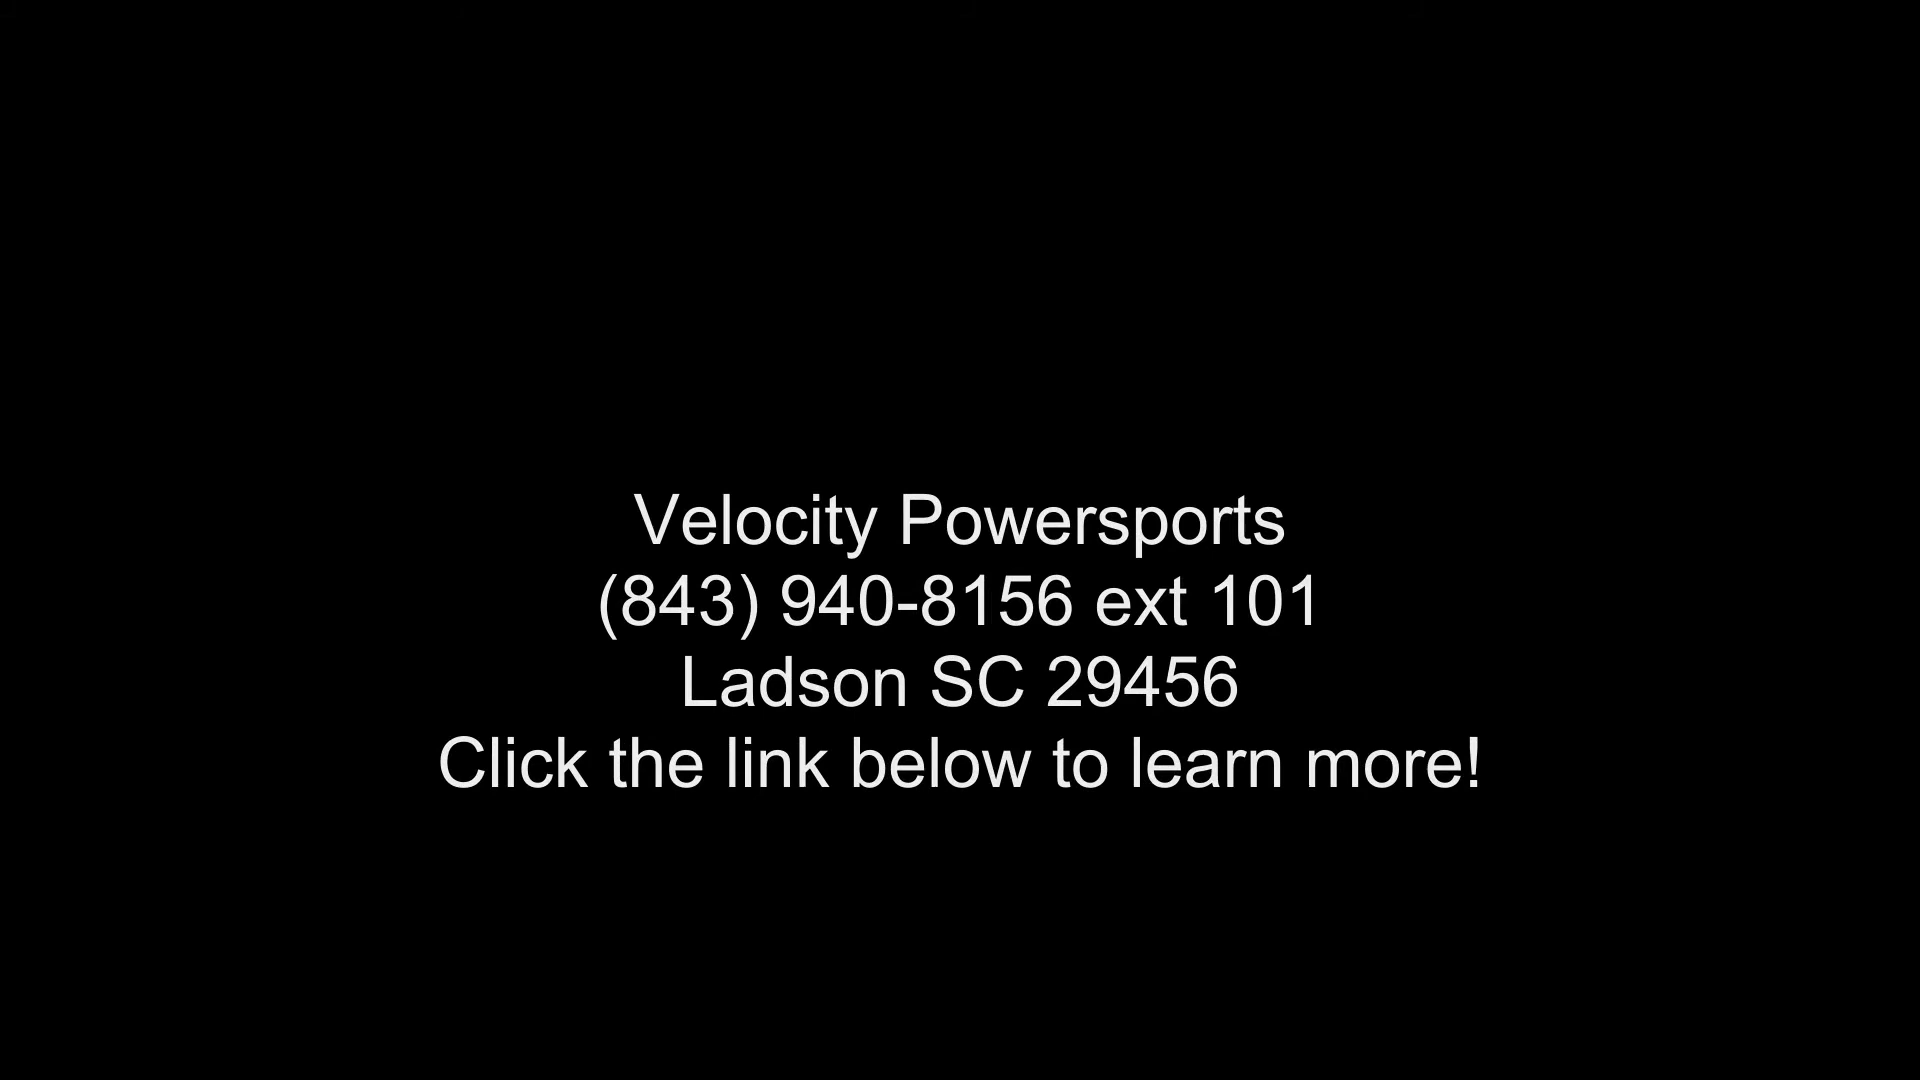 Velocity Powersports
(843) 940-8156 ext 101
Ladson SC 29456
Click the link below to learn more!